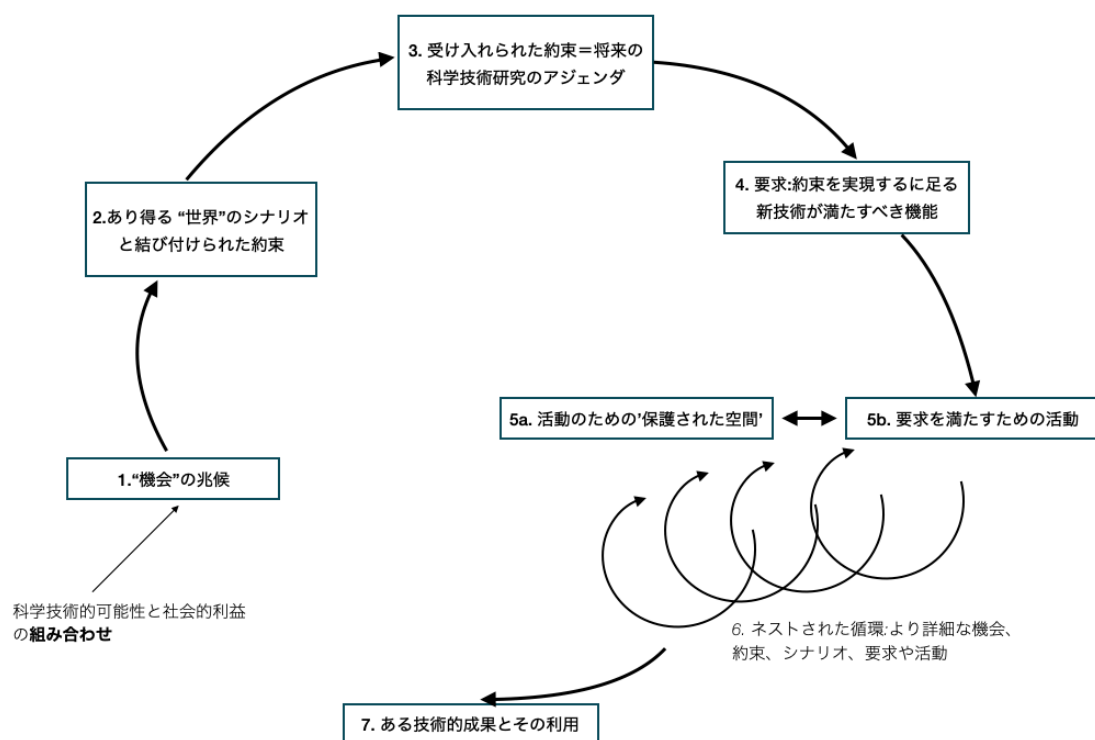 3. 受け入れられた約束＝将来の
科学技術研究のアジェンダ
2.あり得る “世界”のシナリオ
と結び付けられた約束
4. 要求:約束を実現するに足る
新技術が満たすべき機能
1.“機会”の兆候
5a. 活動のための’保護された空間’
5b. 要求を満たすための活動
科学技術的可能性と社会的利益
の組み合わせ
6. ネストされた循環:より詳細な機会、
約束、シナリオ、要求や活動
7. ある技術的成果とその利用